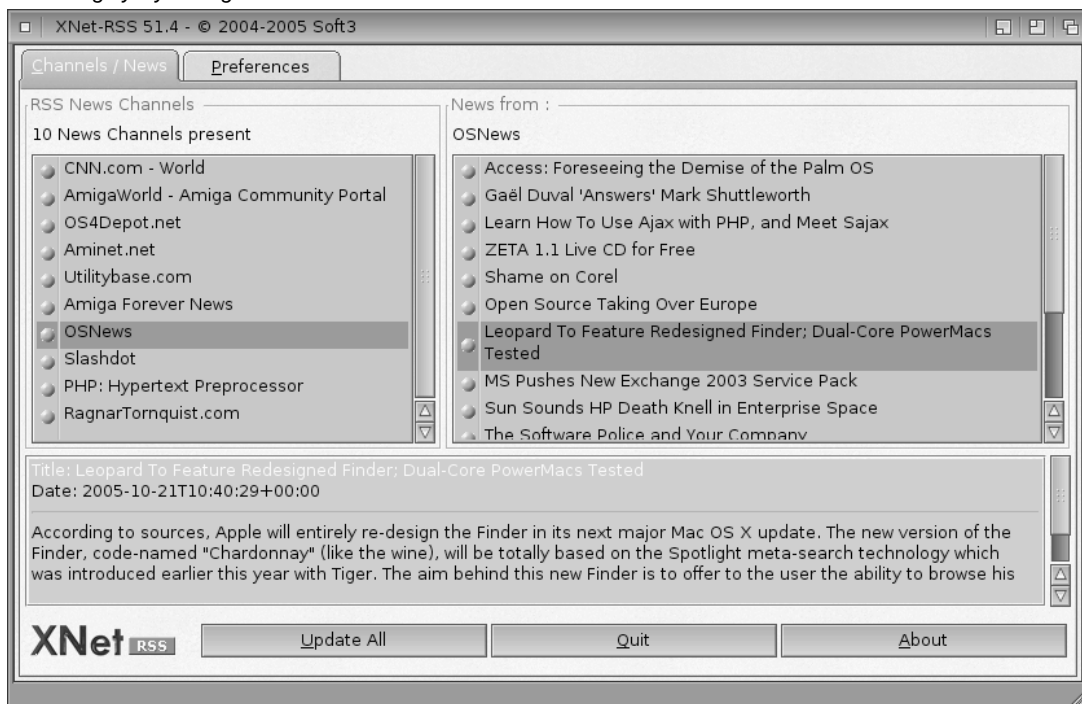 XNet-RSS 51.4 - © 2004-2005 Soft3
Channels / News
Preferences
RSS News Channels
10 News Channels present
CNN.com - World
AmigaWorld - Amiga Community Portal
OS4Depot.net
Aminet.net
Utilitybase.com
Amiga Forever News
OSNews
Slashdot
PHP: Hypertext Preprocessor
RagnarTornquist.com
News from :
OSNews
Access: Foreseeing the Demise of the Palm OS
Gaël Duval 'Answers' Mark Shuttleworth
Learn How To Use Ajax with PHP, and Meet Sajax
ZETA 1.1 Live CD for Free
Shame on Corel
Open Source Taking Over Europe
Leopard To Feature Redesigned Finder; Dual-Core PowerMacs
Tested
MS Pushes New Exchange 2003 Service Pack
Sun Sounds HP Death Knell in Enterprise Space
The Software Police and Your Company
Title: Leopard To Feature Redesigned Finder; Dual-Core PowerMacs Tested
Date: 2005-10-21T10:40:29+00:00
According to sources, Apple will entirely re-design the Finder in its next major Mac OS X update. The new version of the
Finder, code-named "Chardonnay" (like the wine), will be totally based on the Spotlight meta-search technology which
was introduced earlier this year with Tiger. The aim behind this new Finder is to offer to the user the ability to browse his
XNet RSS
Update All
Quit
About